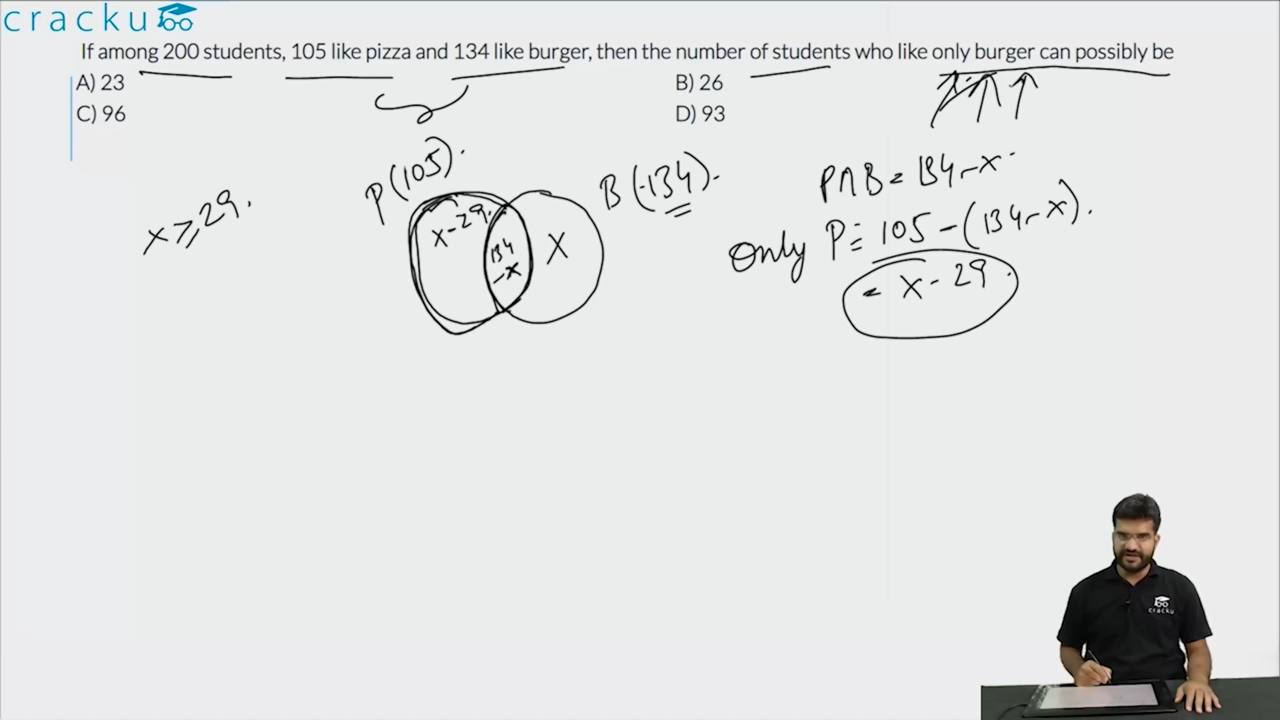 cracku
If among 200 students, 105 like pizza and 134 like burger, then the number of students who like only burger can possibly be
A) 23
B) 26
C) 96
D) 93
P(105).
B(134).
P∩B = 134-x
x ≥ 29.
x-29.
134
-x
x
Only P = 105-(134-x).
= x-29.
cracku